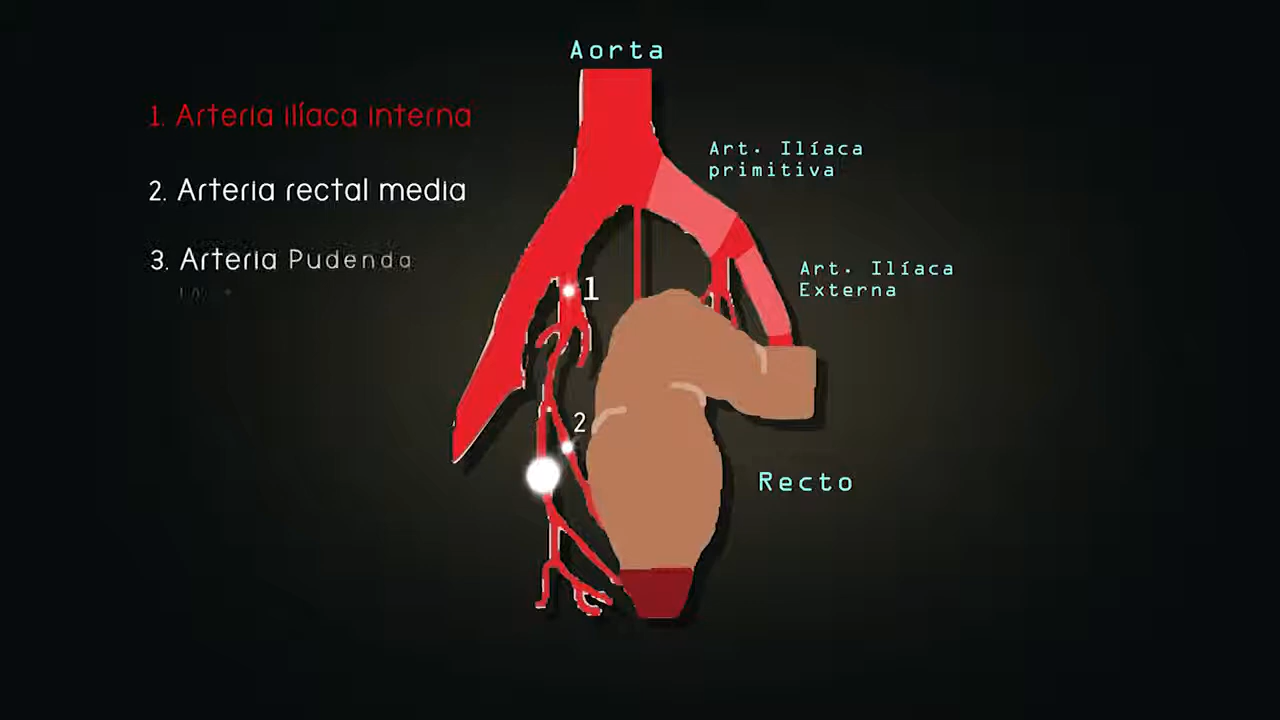 Aorta
1. Arteria ilíaca interna
Art. Ilíaca
primitiva
2. Arteria rectal media
3. Arteria Pudenda
Art. Ilíaca
Externa
1
2
Recto